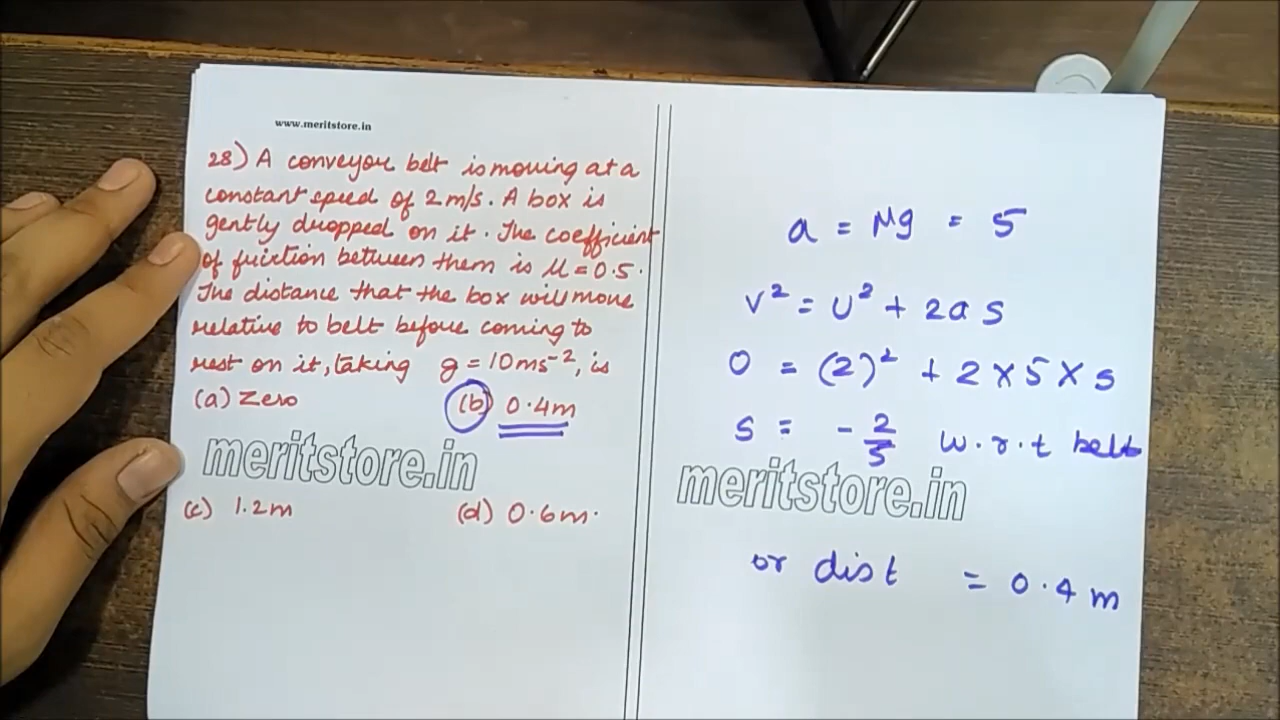 www.meritstore.in
28) A conveyor belt is moving at a
constant speed of 2 m/s. A box is
gently dropped on it. The coefficient
of friction between them is μ = 0.5.
The distance that the box will move
relative to belt before coming to
rest on it, taking g = 10 ms⁻², is
(a) Zero (b) 0.4m
meritstore.in
(c) 1.2m (d) 0.6m.
a = μg = 5
v² = u² + 2as
0 = (2)² + 2 × 5 × s
s = - 2/5 w.r.t belt
meritstore.in
or dist = 0.4 m